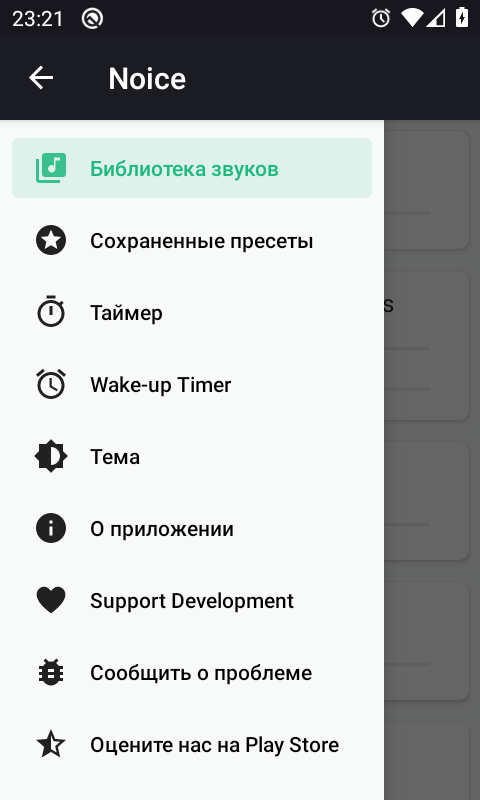 23:21
Noice
Библиотека звуков
Сохраненные пресеты
Таймер
Wake-up Timer
Тема
О приложении
Support Development
Сообщить о проблеме
Оцените нас на Play Store